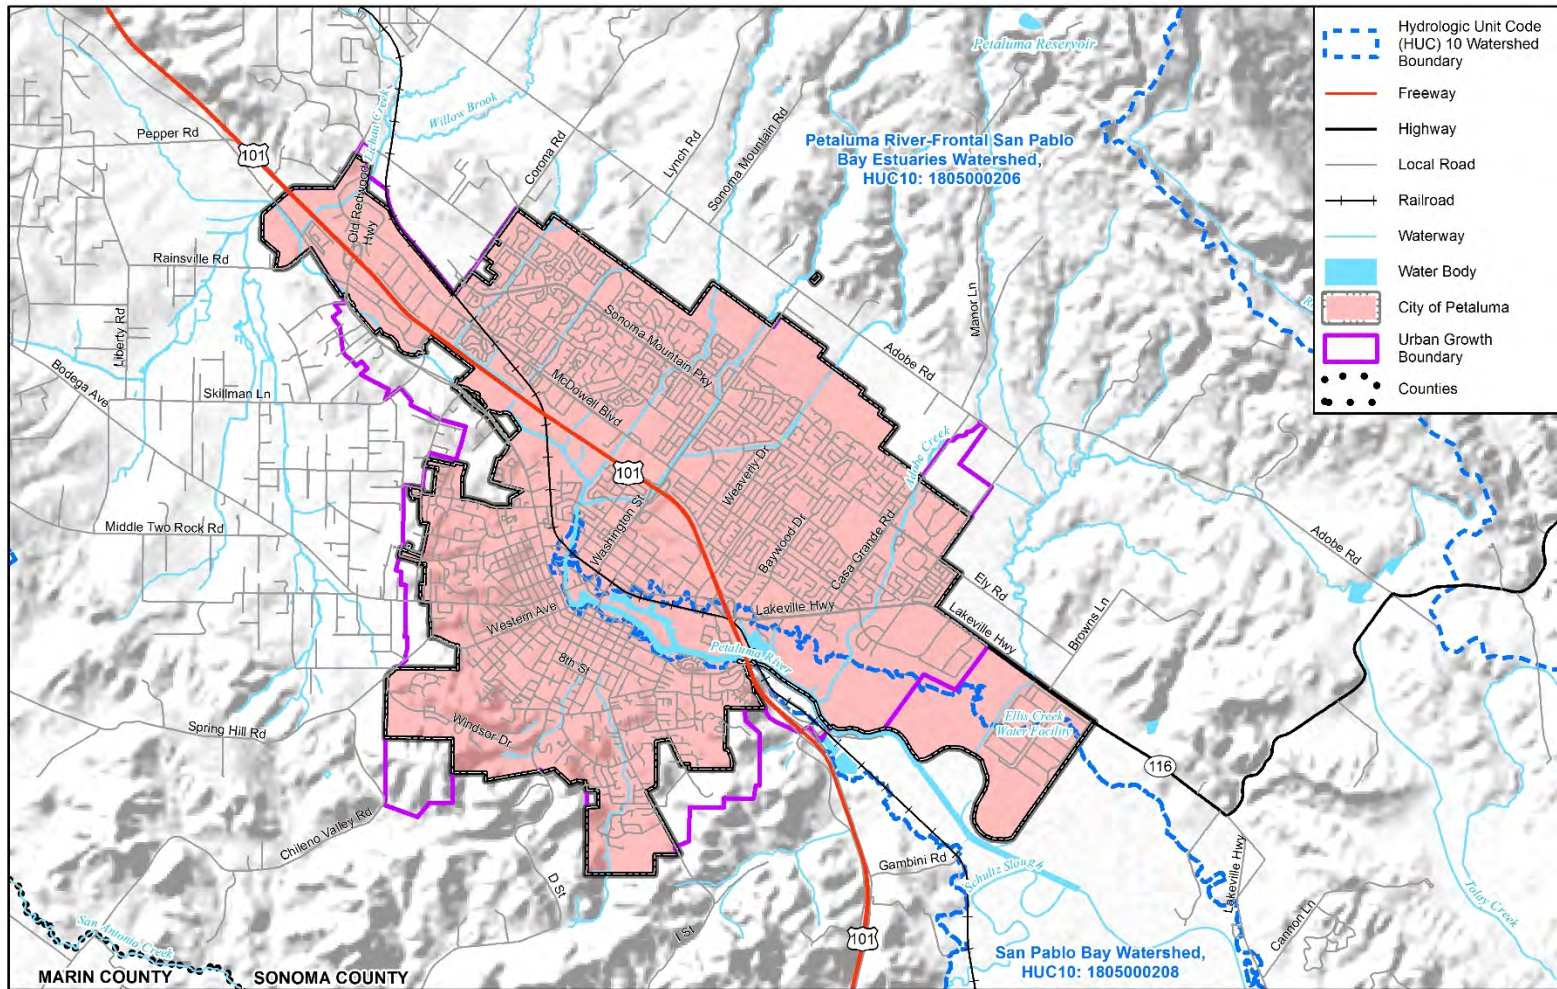 Petaluma Reservoir
Hydrologic Unit Code
(HUC) 10 Watershed
Boundary
Freeway
Highway
Local Road
Railroad
Waterway
Water Body
City of Petaluma
Urban Growth
Boundary
Counties
Willow Brook
Lichau Creek
Pepper Rd
101
Corona Rd
Lynch Rd
Sonoma Mountain Rd
Petaluma River-Frontal San Pablo
Bay Estuaries Watershed,
HUC10: 1805000206
Old Redwood
Hwy
Rainsville Rd
Liberty Rd
Manor Ln
Sonoma Mountain Pky
Adobe Rd
Bodega Ave
Skillman Ln
McDowell Blvd
Adobe Creek
101
Weaverly Dr
Washington St
Baywood Dr
Casa Grande Rd
Middle Two Rock Rd
Adobe Rd
Ely Rd
Lakeville Hwy
Lakeville Hwy
Browns Ln
Western Ave
Petaluma River
8th St
Windsor Dr
Spring Hill Rd
Ellis Creek
Water Facility
116
Chileno Valley Rd
D St
I St
Gambini Rd
Schultz Slough
Lakeville Hwy
Cannon Ln
Tolay Creek
San Antonio Creek
101
San Pablo Bay Watershed,
HUC10: 1805000208
MARIN COUNTY
SONOMA COUNTY